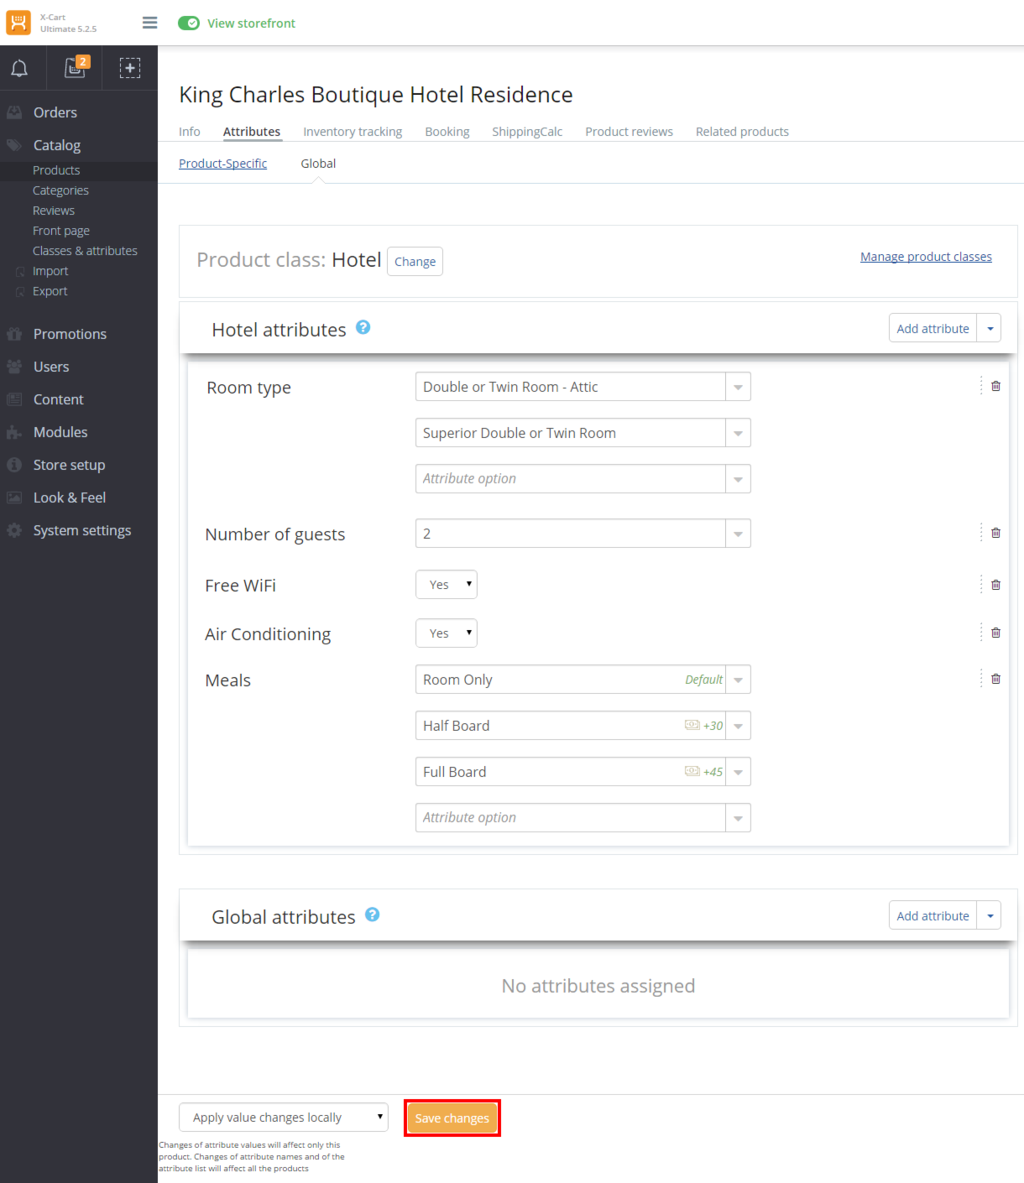 X-Cart
Ultimate 5.2.5
View storefront
2
Orders
Catalog
Products
Categories
Reviews
Front page
Classes & attributes
Import
Export
Promotions
Users
Content
Modules
Store setup
Look & Feel
System settings
King Charles Boutique Hotel Residence
Info Attributes Inventory tracking Booking ShippingCalc Product reviews Related products
Product-Specific Global
Product class: Hotel Change Manage product classes
Hotel attributes ? Add attribute
Room type Double or Twin Room - Attic
Superior Double or Twin Room
Attribute option
Number of guests 2
Free WiFi Yes
Air Conditioning Yes
Meals Room Only Default
Half Board +30
Full Board +45
Attribute option
Global attributes ? Add attribute
No attributes assigned
Apply value changes locally Save changes
Changes of attribute values will affect only this
product. Changes of attribute names and of the
attribute list will affect all the products